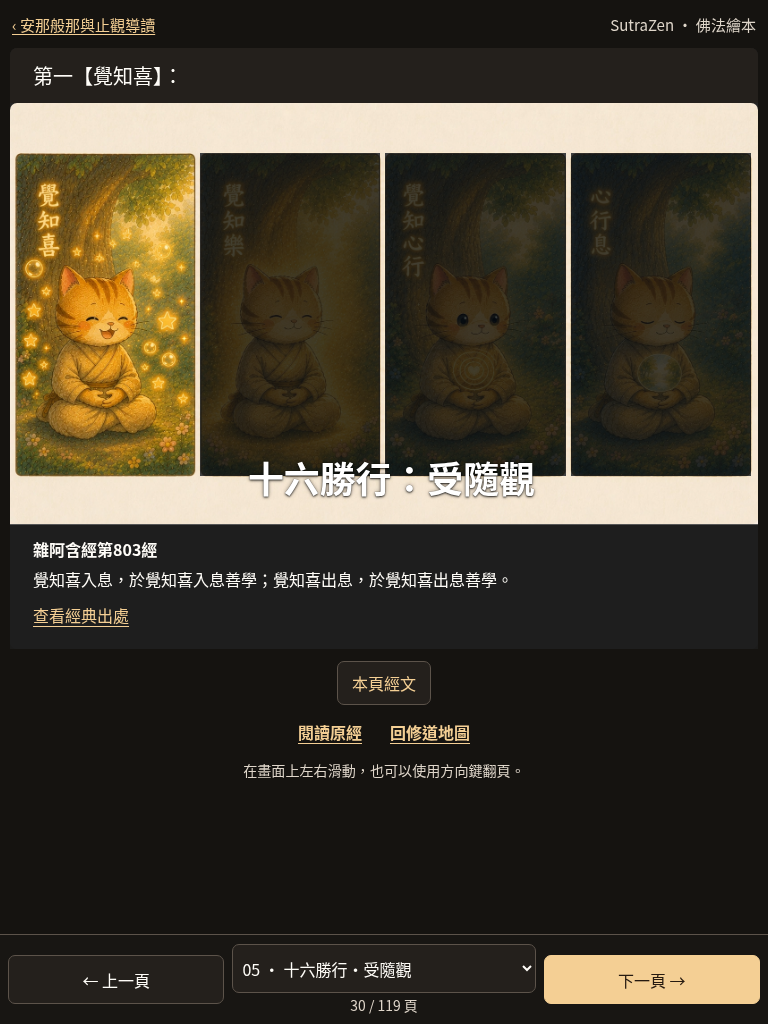 ‹ 安那般那與止觀導讀
SutraZen · 佛法繪本
第一【覺知喜】：
覺知喜
覺知樂
覺知心行
心行息
十六勝行：受隨觀
雜阿含經第803經
覺知喜入息，於覺知喜入息善學；覺知喜出息，於覺知喜出息善學。
查看經典出處
本頁經文
閱讀原經
回修道地圖
在畫面上左右滑動，也可以使用方向鍵翻頁。
← 上一頁
05 · 十六勝行·受隨觀
下一頁 →
30 / 119 頁